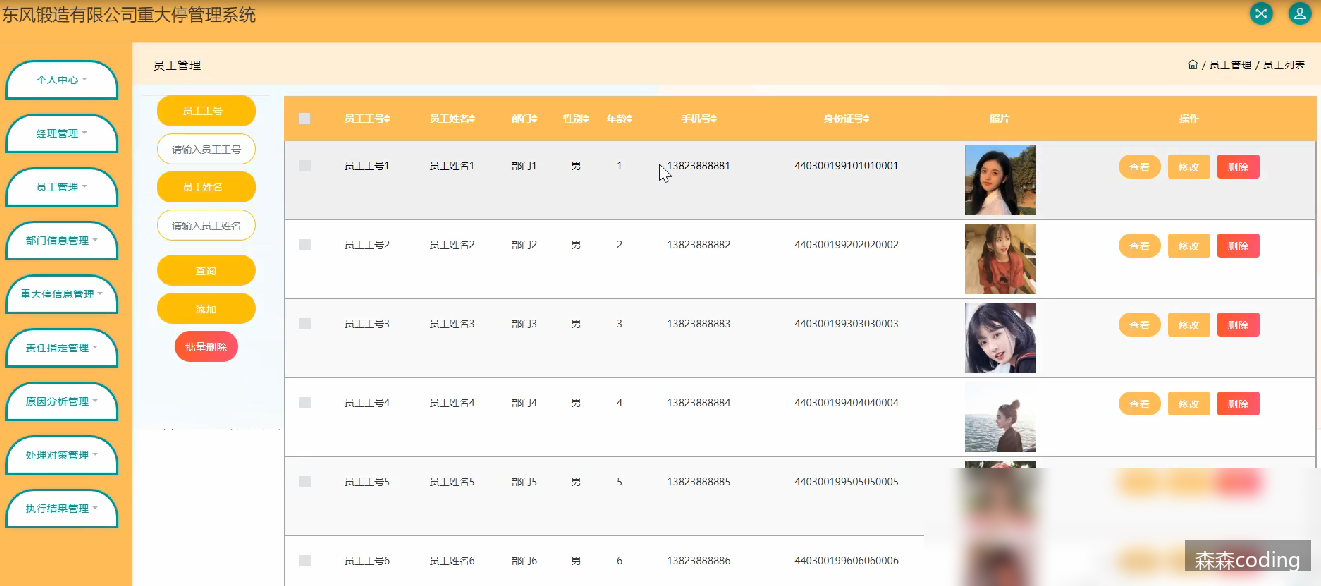 东风锻造有限公司重大停管理系统
个人中心
经理管理
员工管理
部门信息管理
重大停信息管理
责任指定管理
原因分析管理
处理对策管理
执行结果管理
员工管理
/ 员工管理 / 员工列表
员工工号
请输入员工工号
员工姓名
请输入员工姓名
查询
添加
批量删除
员工工号 员工姓名 部门 性别 年龄 手机号 身份证号 照片 操作
员工工号1 员工姓名1 部门1 男 1 13823888881 440300199101010001 查看 修改 删除
员工工号2 员工姓名2 部门2 男 2 13823888882 440300199202020002 查看 修改 删除
员工工号3 员工姓名3 部门3 男 3 13823888883 440300199303030003 查看 修改 删除
员工工号4 员工姓名4 部门4 男 4 13823888884 440300199404040004 查看 修改 删除
员工工号5 员工姓名5 部门5 男 5 13823888885 440300199505050005
员工工号6 员工姓名6 部门6 男 6 13823888886 440300199606060006
森森coding